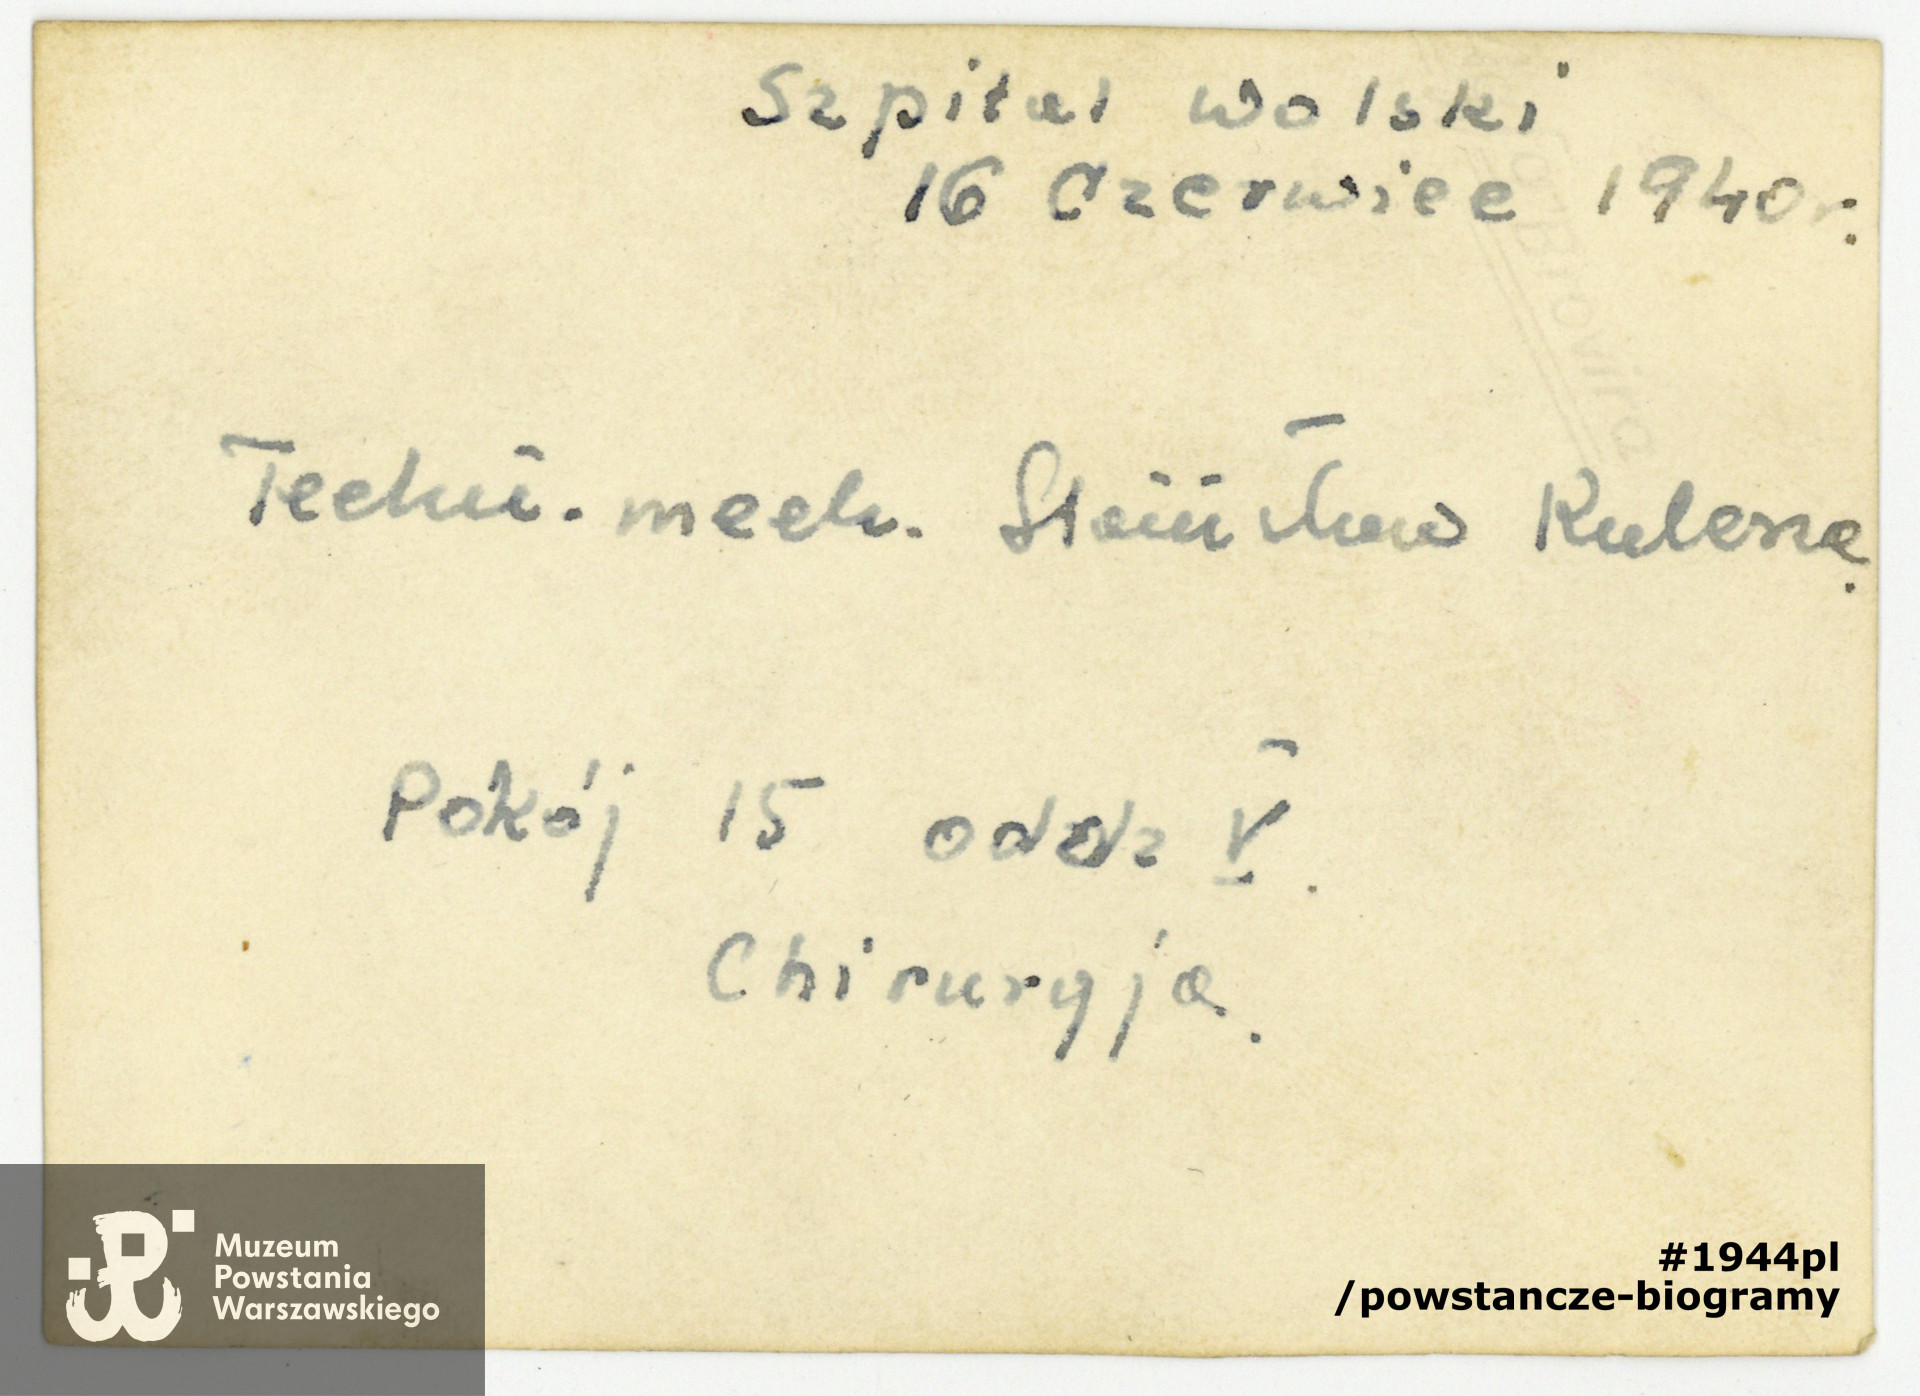 Szpital Wolski
16 Czerwiec 1940 r.
Techn. mech. Stanisław Kulesza
Pokój 15 oddz V.
Chirurgja.
Brovira
Muzeum
Powstania
Warszawskiego
#1944pl
/powstancze-biogramy